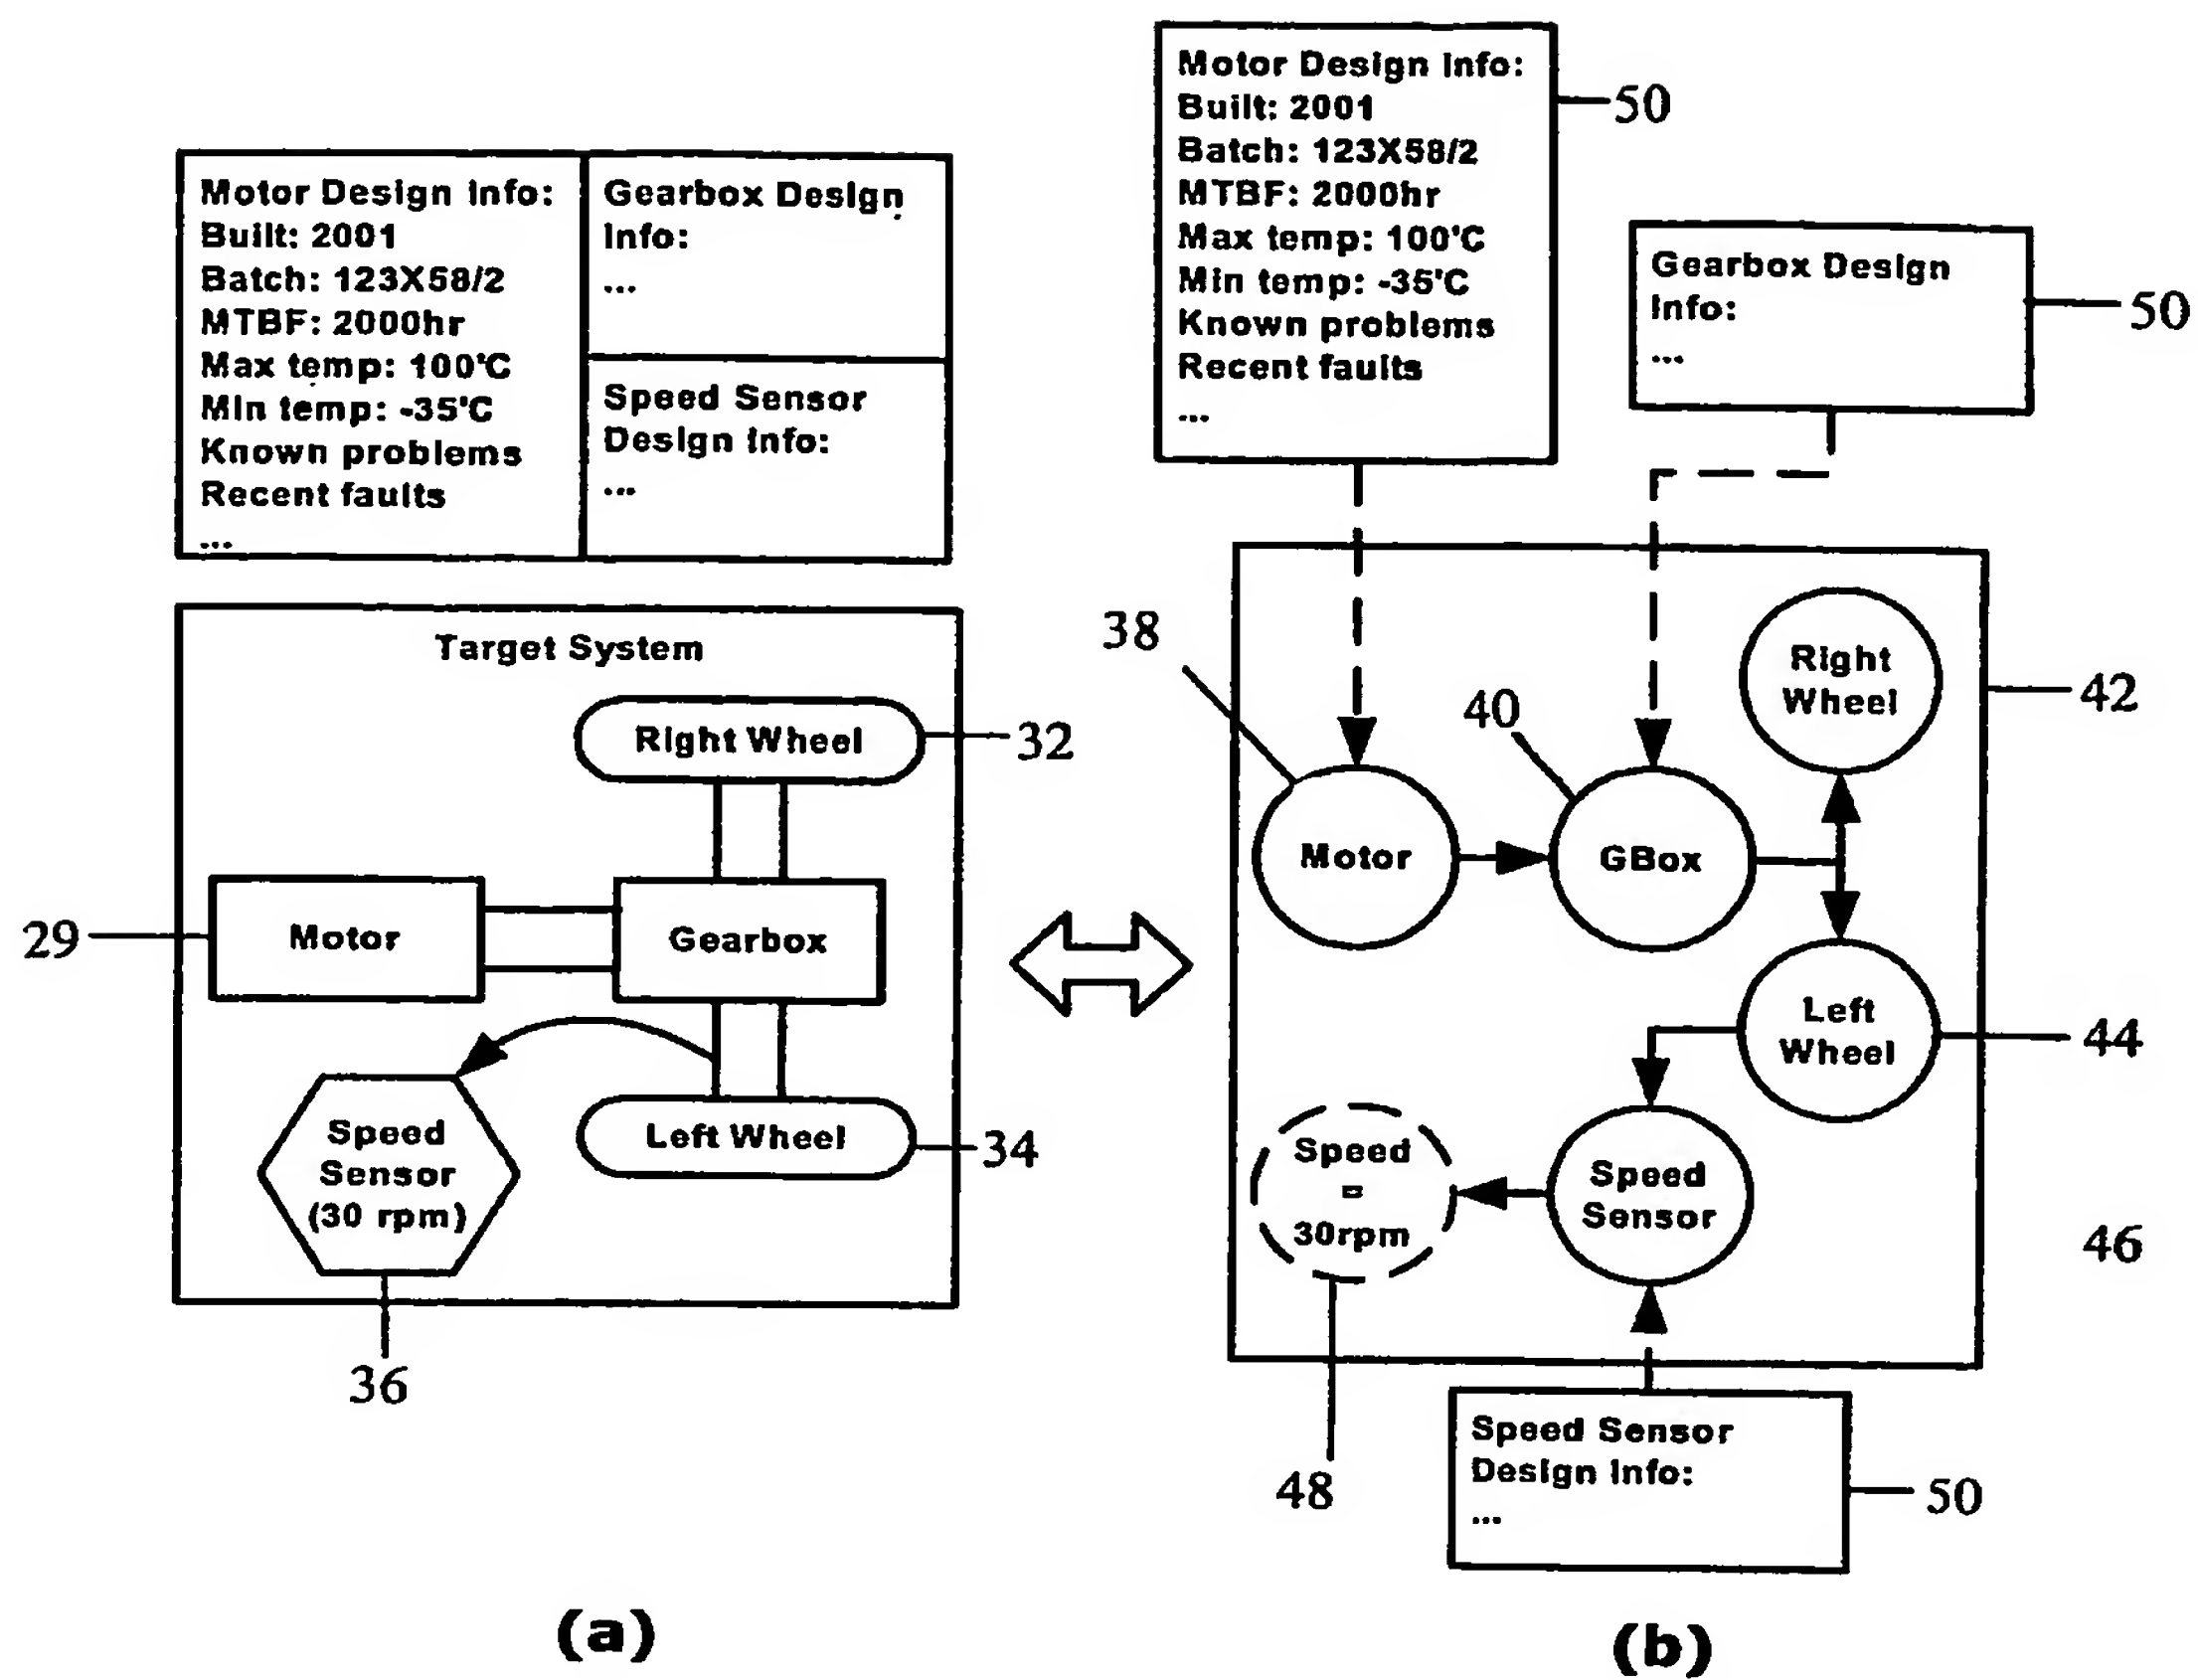 Motor Design Info:
Built: 2001
Batch: 123X58/2
MTBF: 2000hr
Max temp: 100'C
Min temp: -35'C
Known problems
Recent faults
...
Gearbox Design
Info:
...
Speed Sensor
Design Info:
...
Target System
Right Wheel
32
Motor
29
Gearbox
Speed
Sensor
(30 rpm)
36
Left Wheel
34
(a)
Motor Design Info:
Built: 2001
Batch: 123X58/2
MTBF: 2000hr
Max temp: 100'C
Min temp: -35'C
Known problems
Recent faults
...
50
Gearbox Design
Info:
...
50
38
40
Right
Wheel
42
Motor
GBox
Left
Wheel
44
Speed
=
30rpm
Speed
Sensor
46
48
Speed Sensor
Design Info:
...
50
(b)